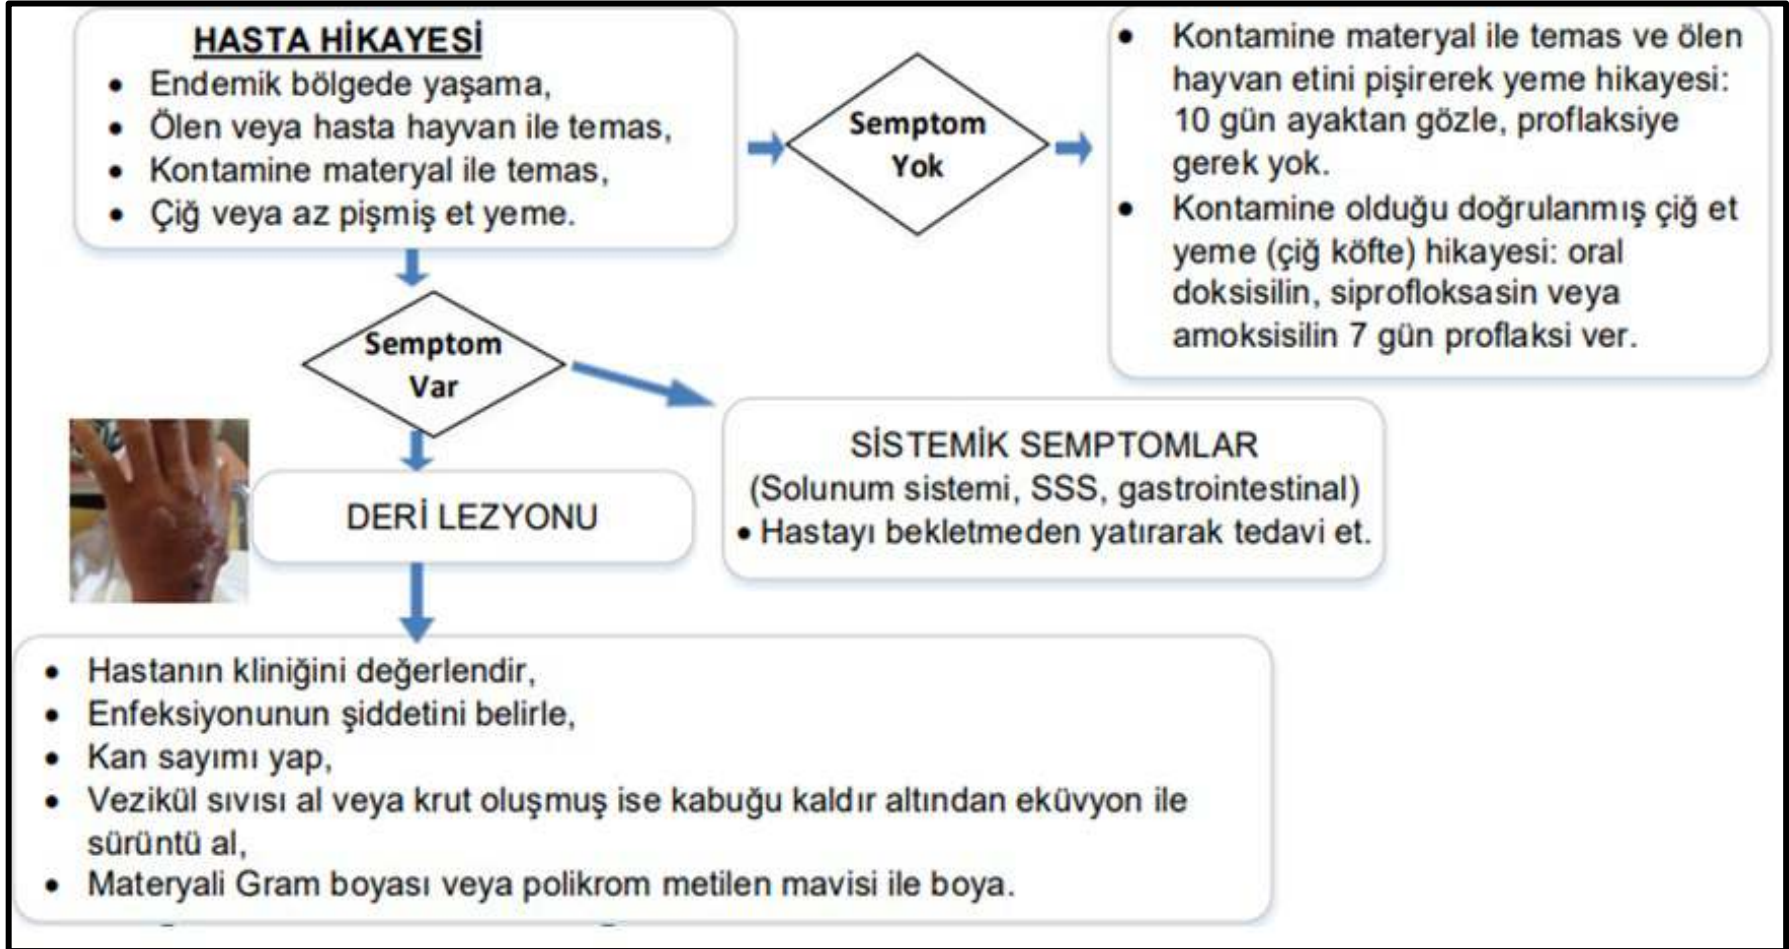 HASTA HİKAYESİ
• Endemik bölgede yaşama,
• Ölen veya hasta hayvan ile temas,
• Kontamine materyal ile temas,
• Çiğ veya az pişmiş et yeme.
Semptom
Yok
• Kontamine materyal ile temas ve ölen
hayvan etini pişirerek yeme hikayesi:
10 gün ayaktan gözle, proflaksiye
gerek yok.
• Kontamine olduğu doğrulanmış çiğ et
yeme (çiğ köfte) hikayesi: oral
doksisilin, siprofloksasin veya
amoksisilin 7 gün proflaksi ver.
Semptom
Var
SİSTEMİK SEMPTOMLAR
(Solunum sistemi, SSS, gastrointestinal)
• Hastayı bekletmeden yatırarak tedavi et.
DERİ LEZYONU
• Hastanın kliniğini değerlendir,
• Enfeksiyonunun şiddetini belirle,
• Kan sayımı yap,
• Vezikül sıvısı al veya krut oluşmuş ise kabuğu kaldır altından eküvyon ile
sürüntü al,
• Materyali Gram boyası veya polikrom metilen mavisi ile boya.